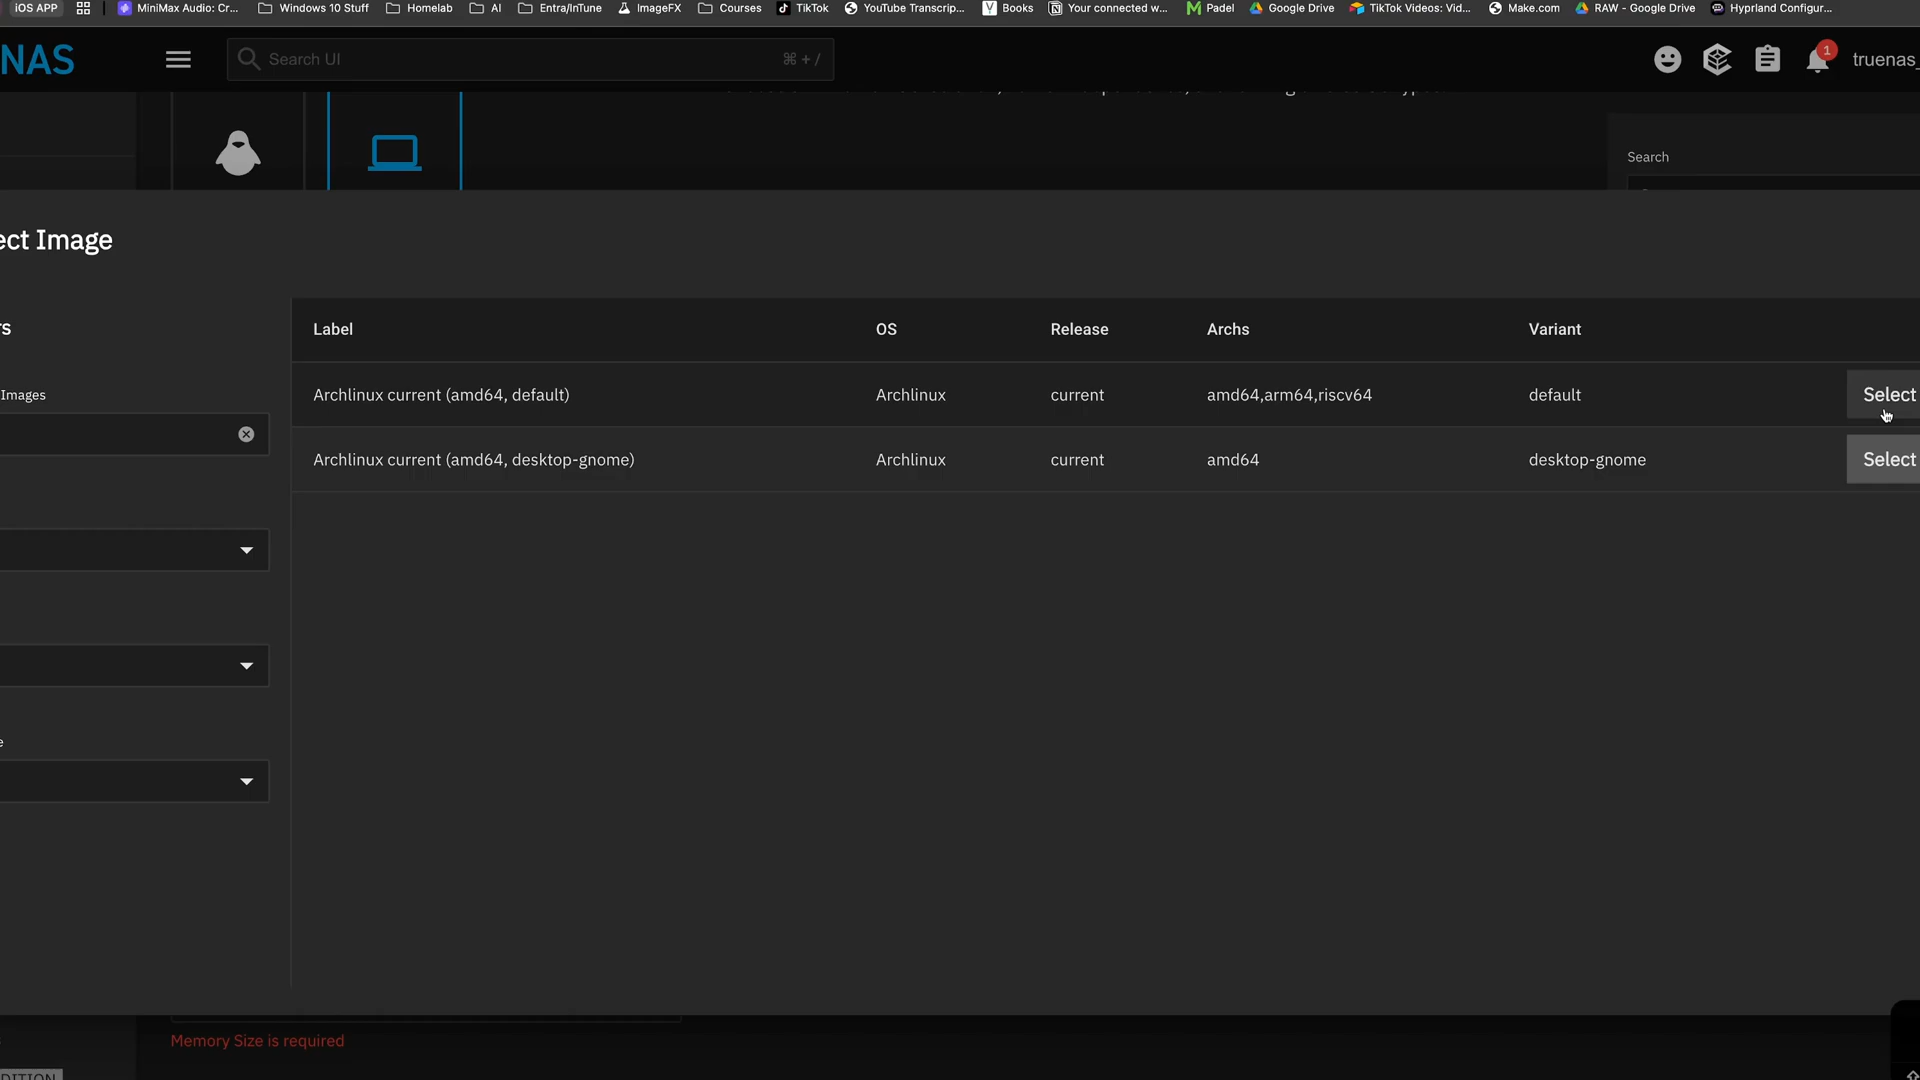 iOS APP MiniMax Audio: Cr... Windows 10 Stuff Homelab AI Entra/InTune ImageFX Courses TikTok YouTube Transcrip... Books Your connected w... Padel Google Drive TikTok Videos: Vid... Make.com RAW - Google Drive Hyprland Configur...
NAS Search UI ⌘ + / 1 truenas_
Search
ect Image
Label OS Release Archs Variant
Images
Archlinux current (amd64, default) Archlinux current amd64,arm64,riscv64 default Select
Archlinux current (amd64, desktop-gnome) Archlinux current amd64 desktop-gnome Select
e
Memory Size is required
DITION